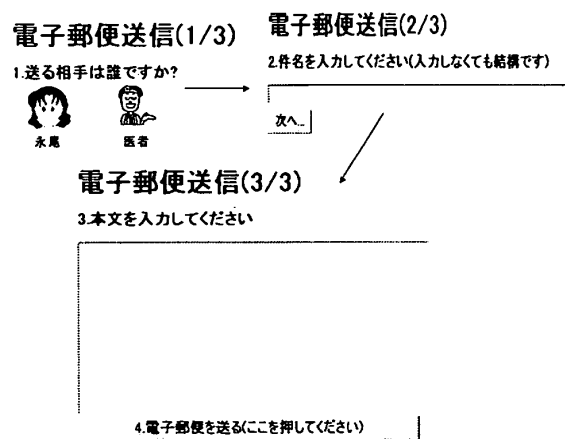 電子郵便送信(1/3)
1.送る相手は誰ですか?
永尾
医者
電子郵便送信(2/3)
2.件名を入力してください(入力しなくても結構です)
次へ...
電子郵便送信(3/3)
3.本文を入力してください
4.電子郵便を送る(ここを押してください)